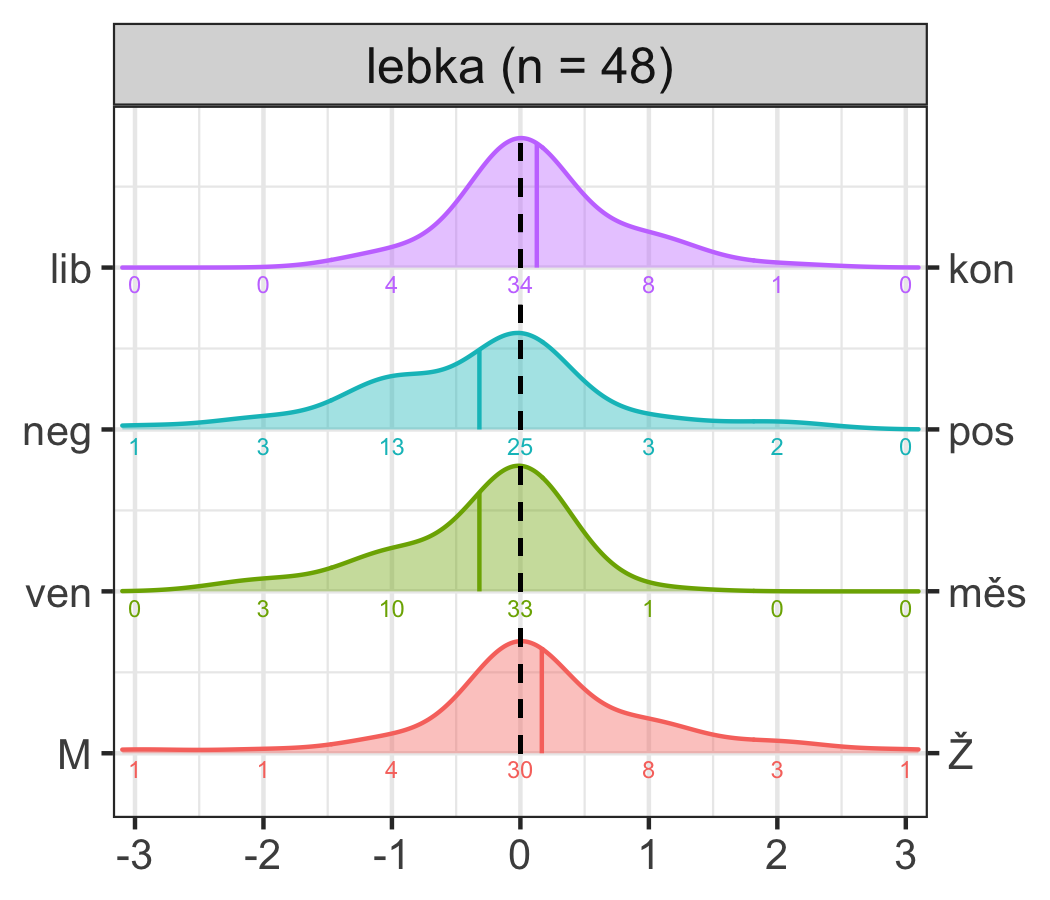 lebka (n = 48)
lib kon
0 0 4 34 8 1 0
neg pos
1 3 13 25 3 2 0
ven měs
0 3 10 33 1 0 0
M Ž
1 1 4 30 8 3 1
-3 -2 -1 0 1 2 3